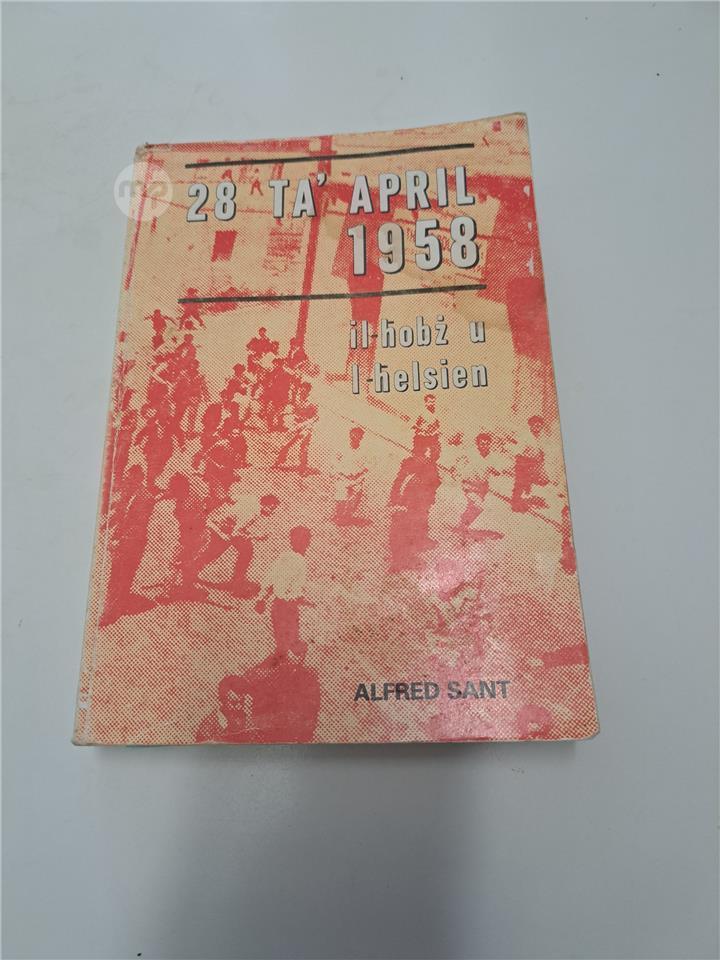 28 TA' APRIL
1958
il-ħobż u
l-ħelsien
ALFRED SANT